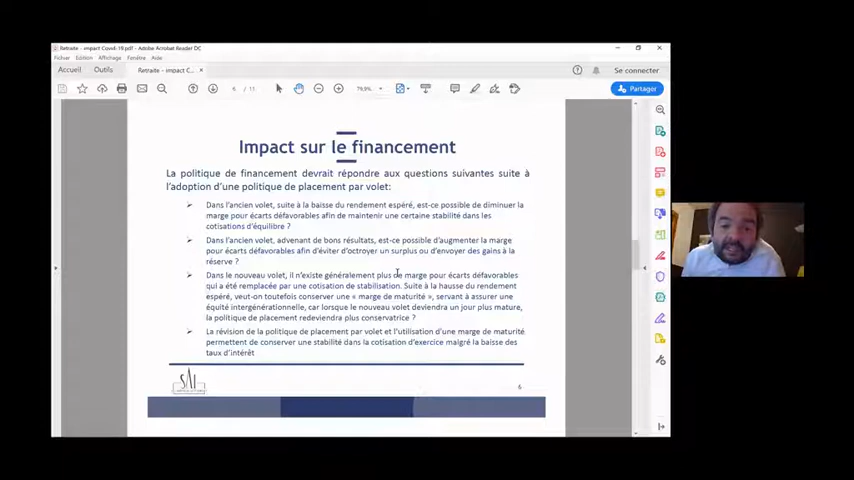 Retraite - impact Covid-19.pdf - Adobe Acrobat Reader DC
Fichier Edition Affichage Fenêtre Aide
Accueil Outils Retraite - impact C... × Se connecter
6 / 11 79,9% Partager
Impact sur le financement
La politique de financement devrait répondre aux questions suivantes suite à
l'adoption d'une politique de placement par volet:
Dans l'ancien volet, suite à la baisse du rendement espéré, est-ce possible de diminuer la
marge pour écarts défavorables afin de maintenir une certaine stabilité dans les
cotisations d'équilibre ?
Dans l'ancien volet, advenant de bons résultats, est-ce possible d'augmenter la marge
pour écarts défavorables afin d'éviter d'octroyer un surplus ou d'envoyer des gains à la
réserve ?
Dans le nouveau volet, il n'existe généralement plus de marge pour écarts défavorables
qui a été remplacée par une cotisation de stabilisation. Suite à la hausse du rendement
espéré, veut-on toutefois conserver une « marge de maturité », servant à assurer une
équité intergénérationnelle, car lorsque le nouveau volet deviendra un jour plus mature,
la politique de placement redeviendra plus conservatrice ?
La révision de la politique de placement par volet et l'utilisation d'une marge de maturité
permettent de conserver une stabilité dans la cotisation d'exercice malgré la baisse des
taux d'intérêt
SAI
6